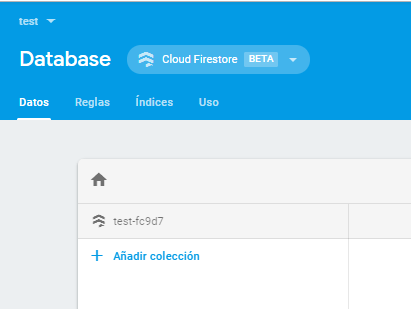 test
Database
Cloud Firestore BETA
Datos Reglas Índices Uso
test-fc9d7
+ Añadir colección